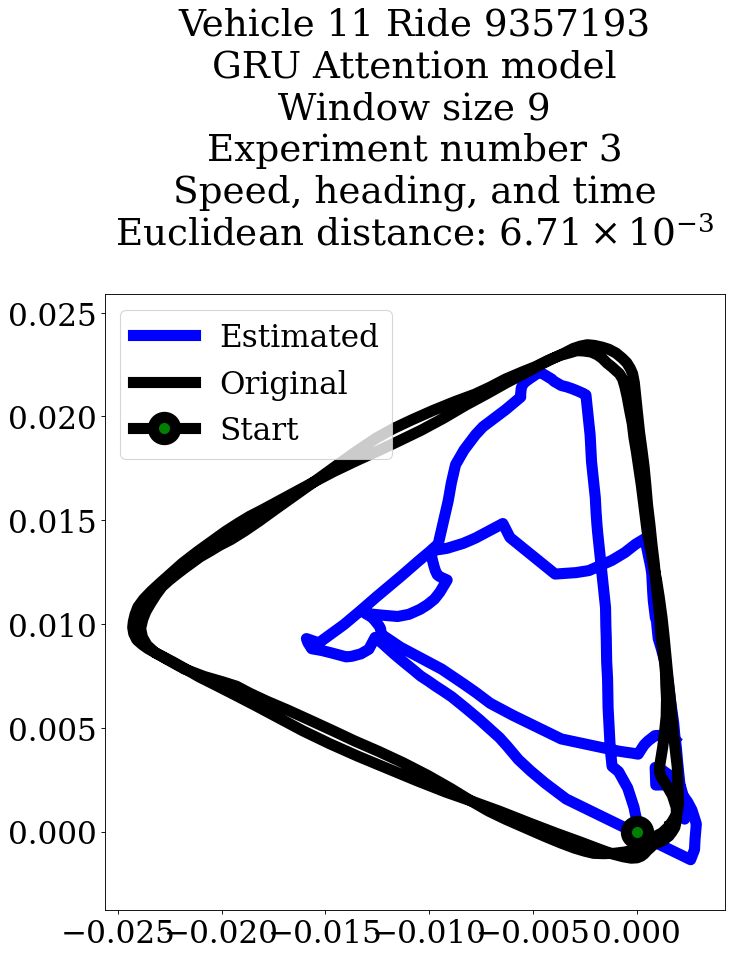 Vehicle 11 Ride 9357193
GRU Attention model
Window size 9
Experiment number 3
Speed, heading, and time
Euclidean distance: 6.71 × 10⁻³
0.025
0.020
0.015
0.010
0.005
0.000
Estimated
Original
Start
−0.025 −0.020 −0.015 −0.010 −0.005 0.000